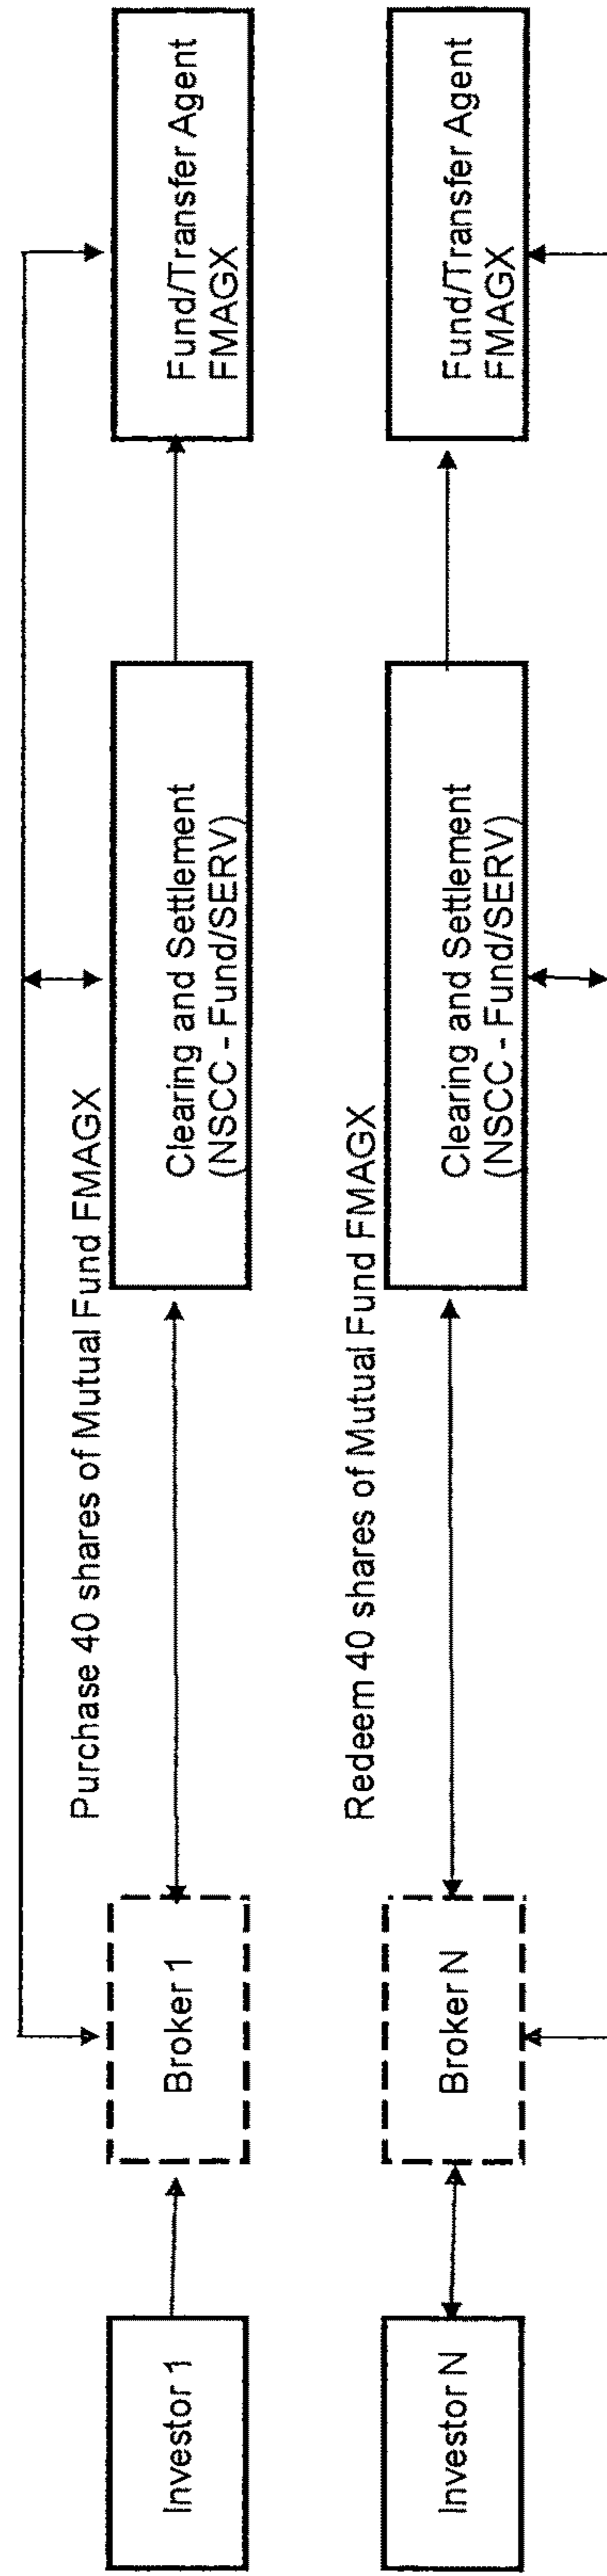 Purchase 40 shares of Mutual Fund FMAGX
Investor 1
Broker 1
Clearing and Settlement
(NSCC - Fund/SERV)
Fund/Transfer Agent
FMAGX
Redeem 40 shares of Mutual Fund FMAGX
Investor N
Broker N
Clearing and Settlement
(NSCC - Fund/SERV)
Fund/Transfer Agent
FMAGX